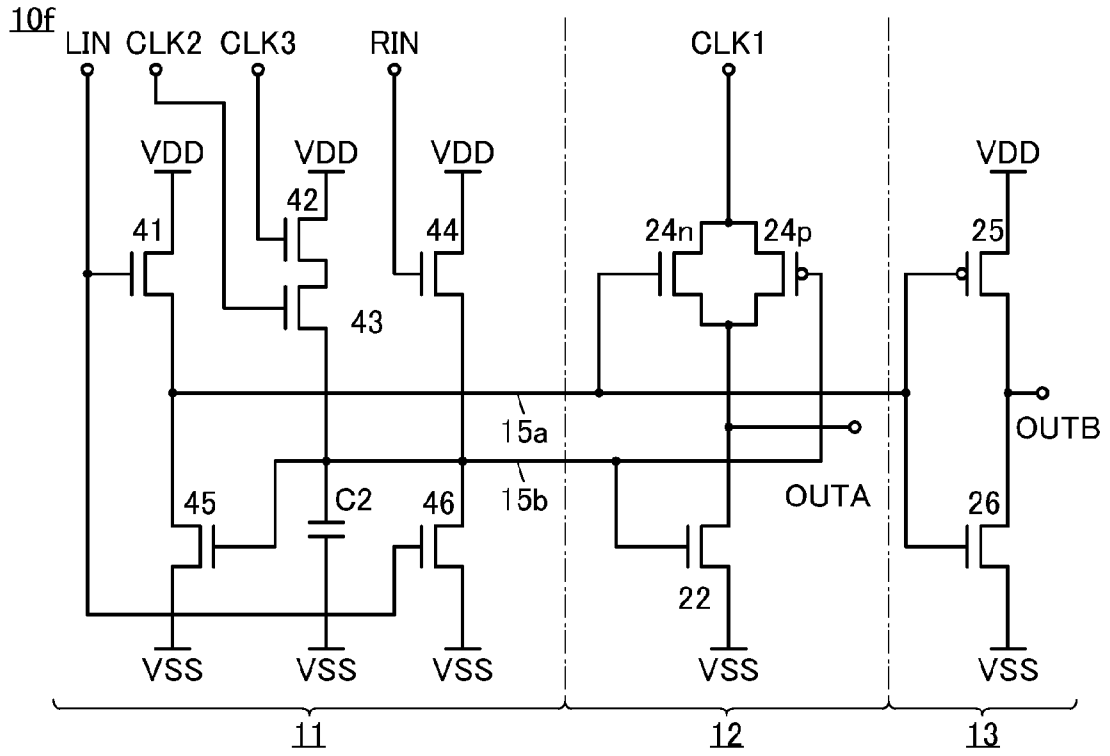 10f
LIN CLK2 CLK3 RIN CLK1
VDD VDD VDD VDD
41 42 44 24n 24p 25
43
15a OUTB
45 C2 46 15b OUTA 26
22
VSS VSS VSS VSS VSS
11 12 13